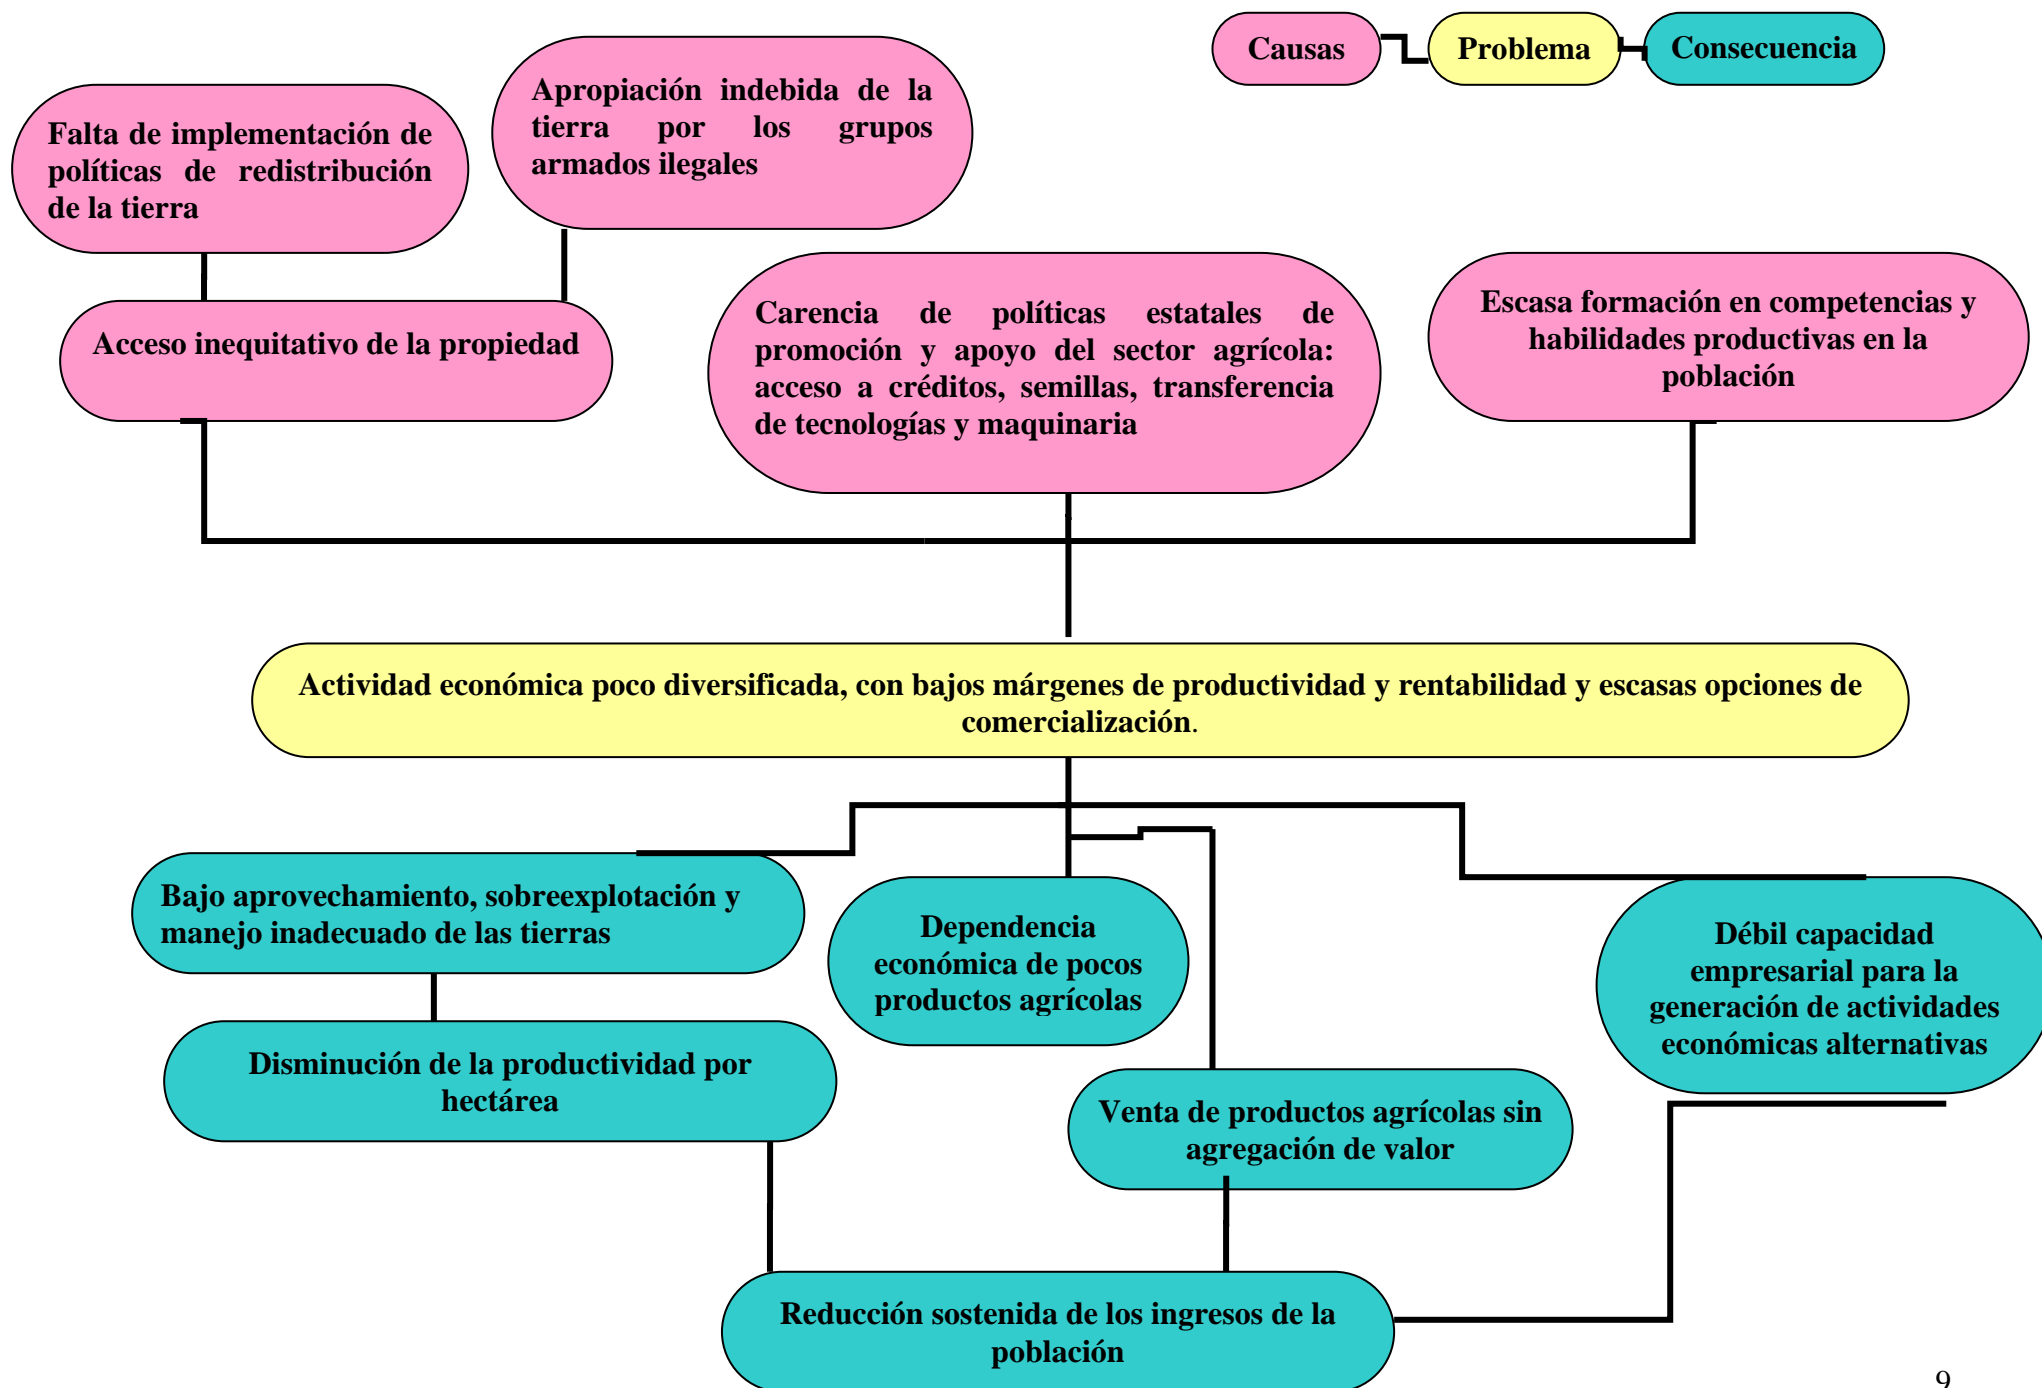 Causas
Problema
Consecuencia
Falta de implementación de
políticas de redistribución
de la tierra
Apropiación indebida de la
tierra por los grupos
armados ilegales
Acceso inequitativo de la propiedad
Carencia de políticas estatales de
promoción y apoyo del sector agrícola:
acceso a créditos, semillas, transferencia
de tecnologías y maquinaria
Escasa formación en competencias y
habilidades productivas en la
población
Actividad económica poco diversificada, con bajos márgenes de productividad y rentabilidad y escasas opciones de
comercialización.
Bajo aprovechamiento, sobreexplotación y
manejo inadecuado de las tierras
Dependencia
económica de pocos
productos agrícolas
Débil capacidad
empresarial para la
generación de actividades
económicas alternativas
Disminución de la productividad por
hectárea
Venta de productos agrícolas sin
agregación de valor
Reducción sostenida de los ingresos de la
población
9